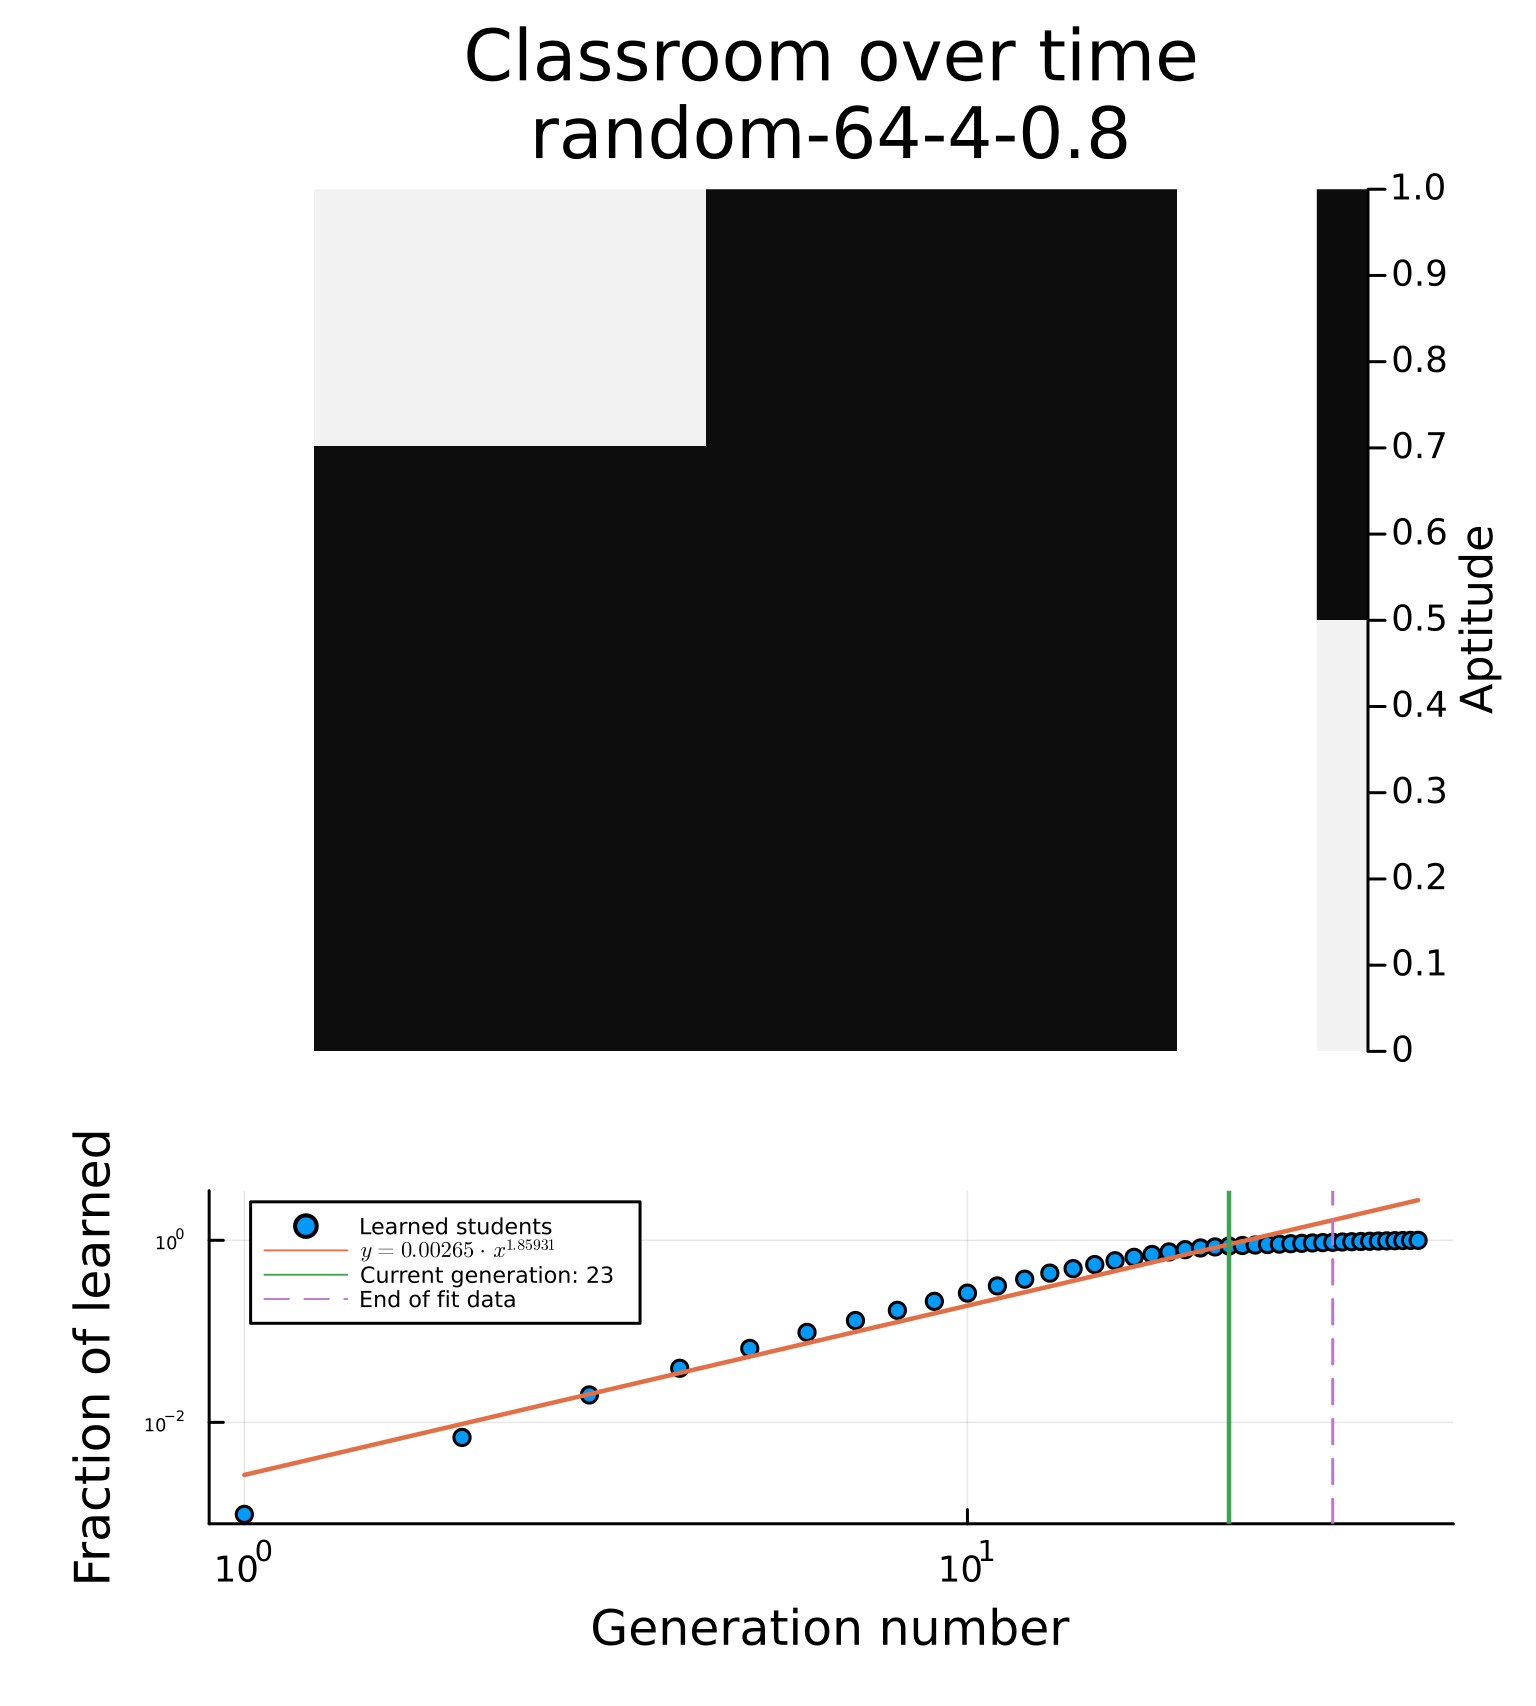 Classroom over time
random-64-4-0.8
1.0
0.9
0.8
0.7
0.6
0.5
0.4
0.3
0.2
0.1
0
Aptitude
Fraction of learned
10^0
10^-2
Learned students
y = 0.00265 · x^1.85931
Current generation: 23
End of fit data
10^0
10^1
Generation number